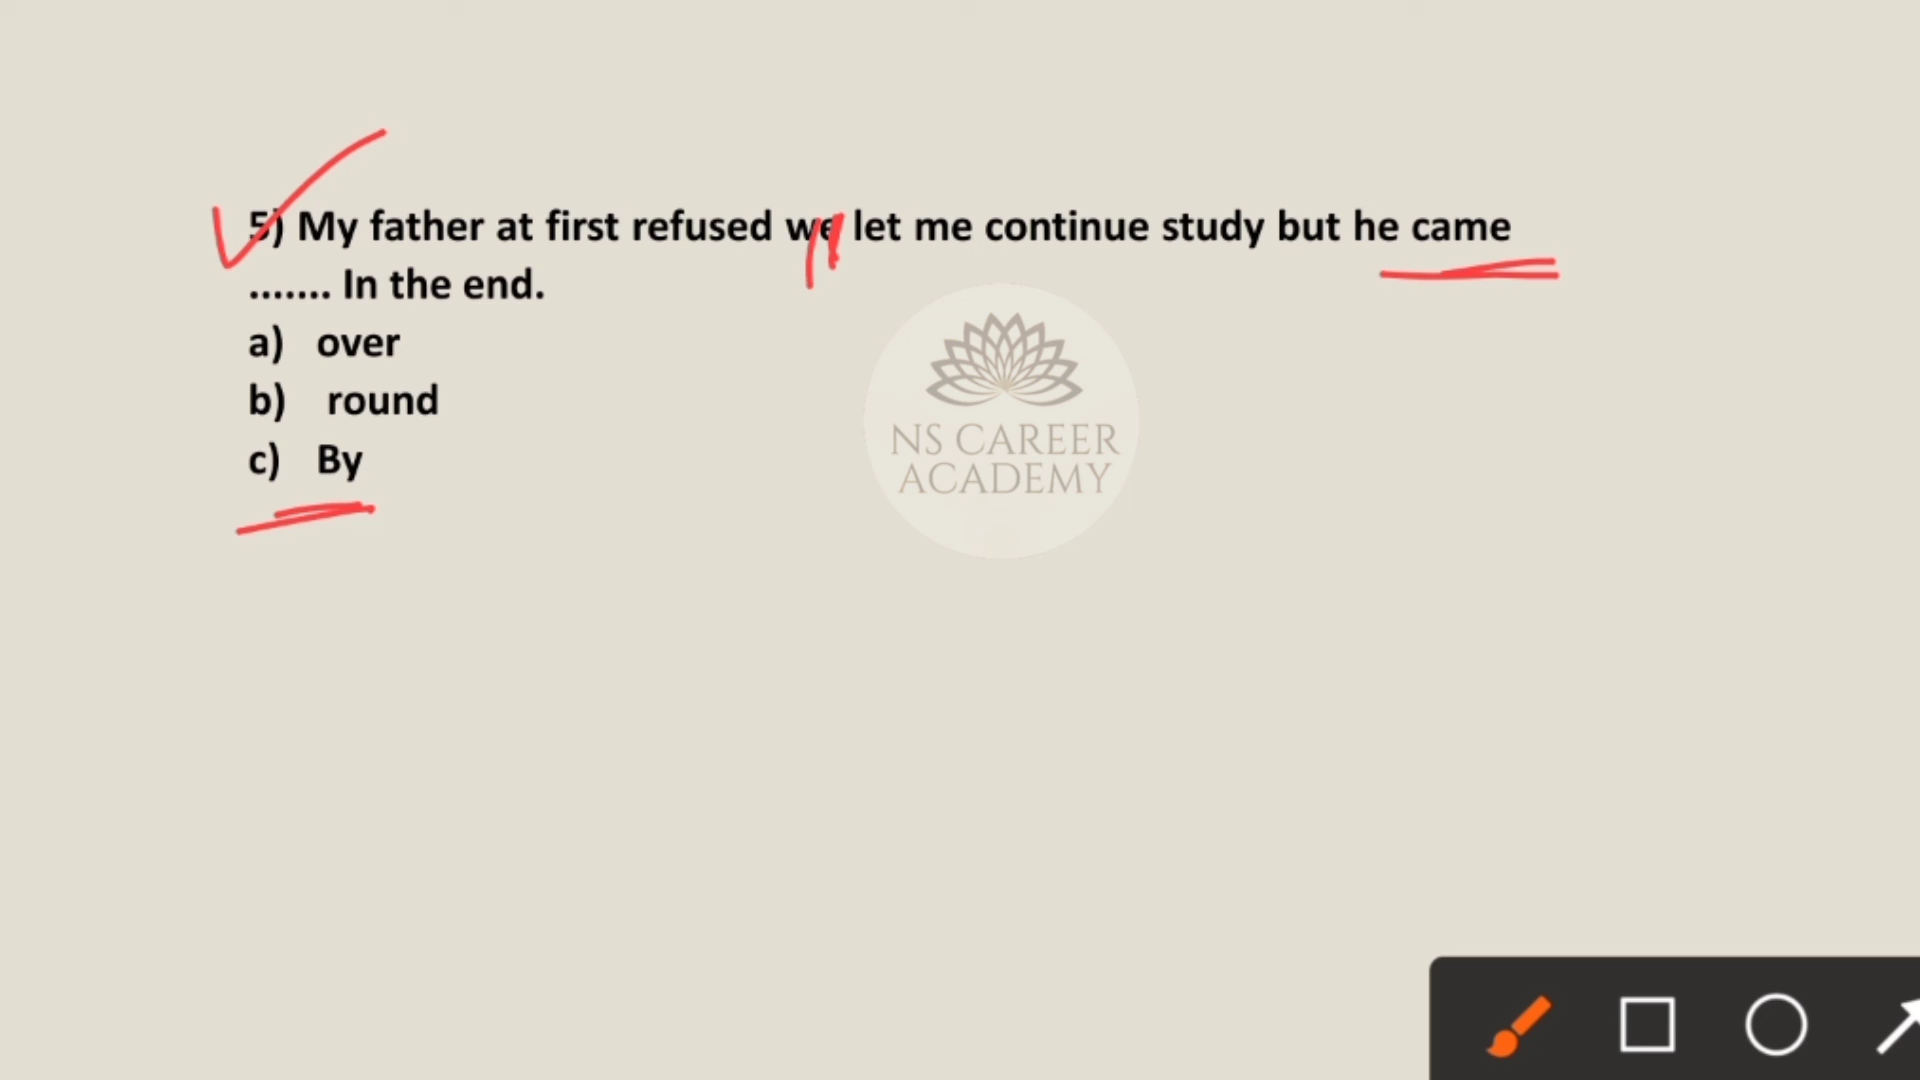 5) My father at first refused we let me continue study but he came
....... In the end.
a) over
b) round
c) By
NS CAREER
ACADEMY